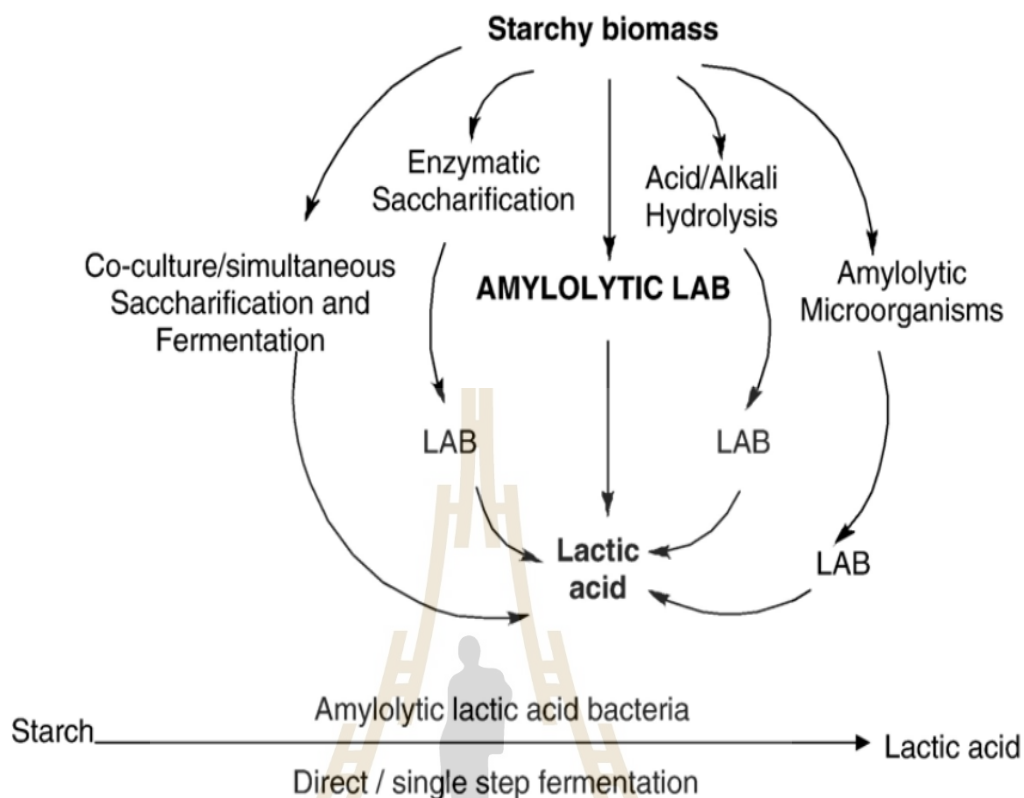 Starchy biomass
Enzymatic
Saccharification
Acid/Alkali
Hydrolysis
Co-culture/simultaneous
Saccharification and
Fermentation
AMYLOLYTIC LAB
Amylolytic
Microorganisms
LAB
LAB
Lactic
acid
LAB
Amylolytic lactic acid bacteria
Starch
Lactic acid
Direct / single step fermentation